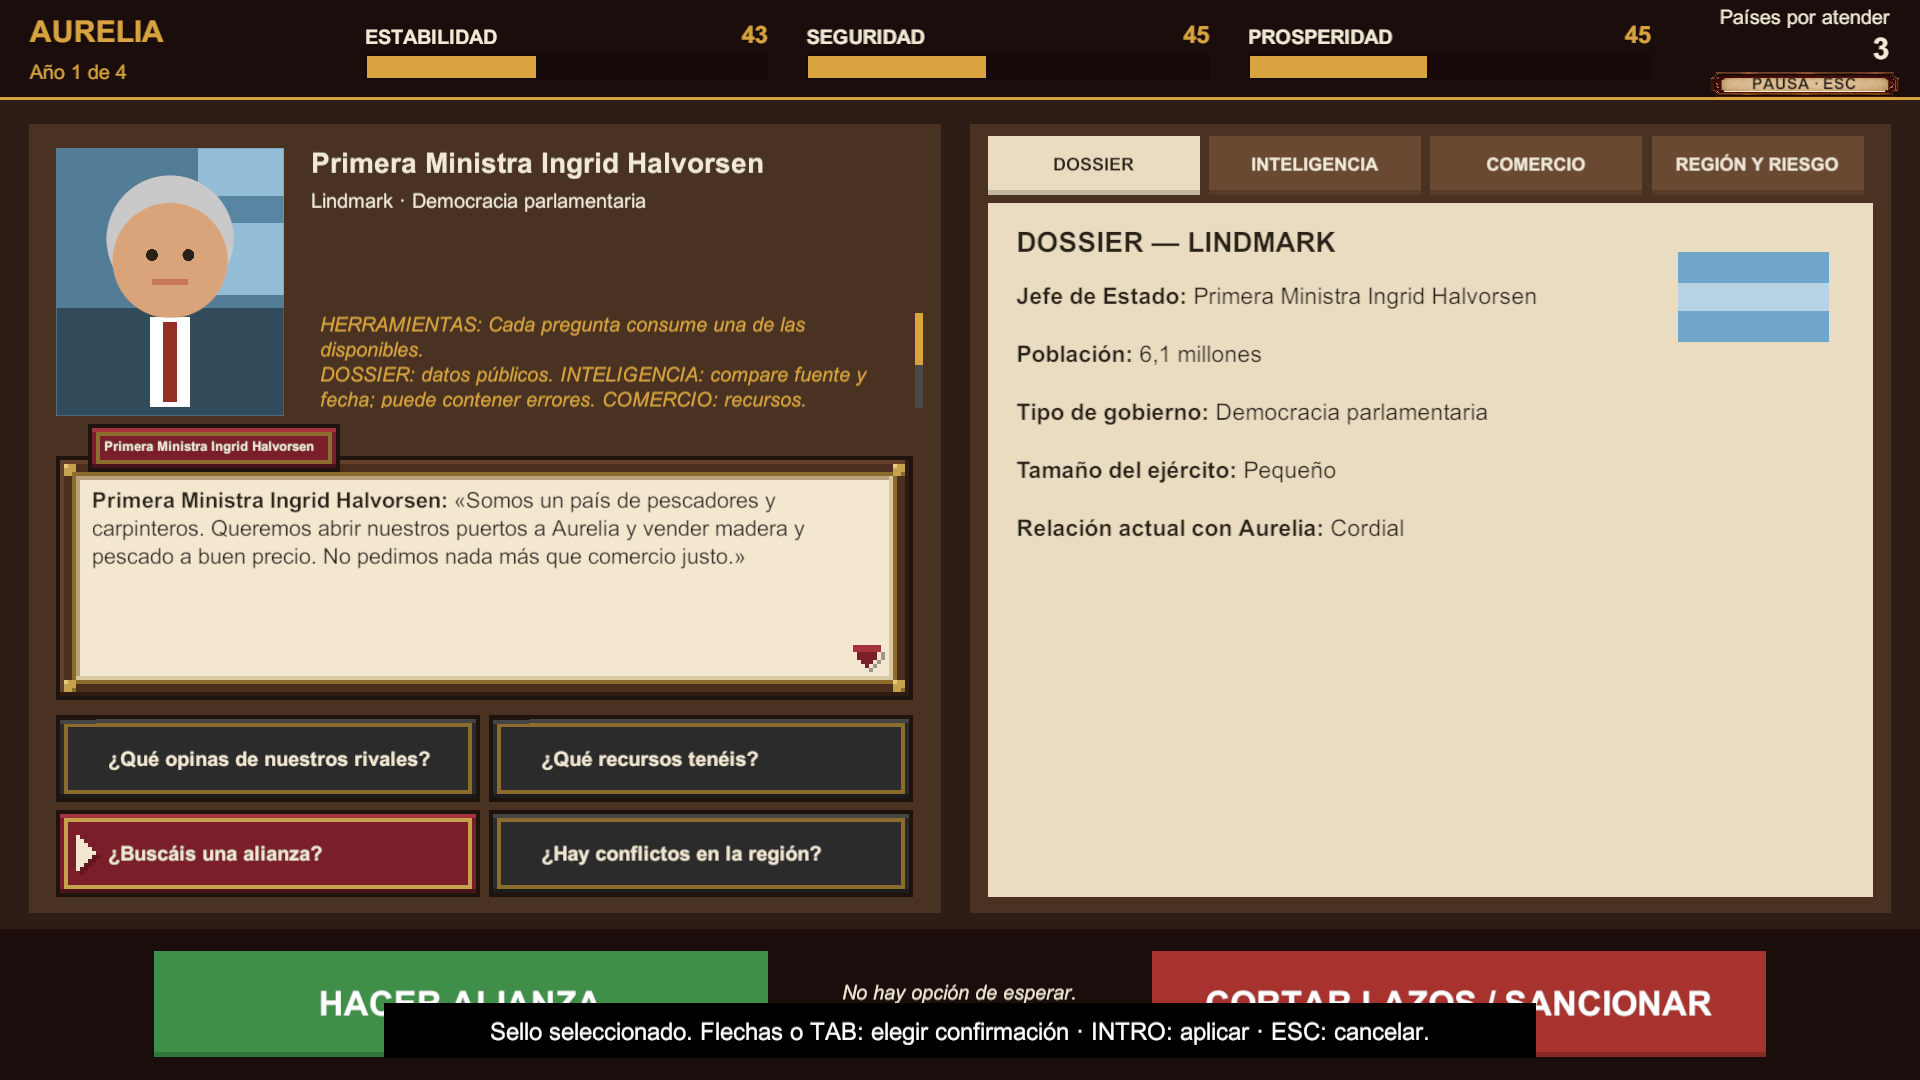 AURELIA
Año 1 de 4
ESTABILIDAD 43
SEGURIDAD 45
PROSPERIDAD 45
Países por atender
3
PAUSA · ESC
Primera Ministra Ingrid Halvorsen
Lindmark · Democracia parlamentaria
HERRAMIENTAS: Cada pregunta consume una de las
disponibles.
DOSSIER: datos públicos. INTELIGENCIA: compare fuente y
fecha; puede contener errores. COMERCIO: recursos.
Primera Ministra Ingrid Halvorsen
Primera Ministra Ingrid Halvorsen: «Somos un país de pescadores y
carpinteros. Queremos abrir nuestros puertos a Aurelia y vender madera y
pescado a buen precio. No pedimos nada más que comercio justo.»
¿Qué opinas de nuestros rivales?
¿Qué recursos tenéis?
¿Buscáis una alianza?
¿Hay conflictos en la región?
DOSSIER
INTELIGENCIA
COMERCIO
REGIÓN Y RIESGO
DOSSIER — LINDMARK
Jefe de Estado: Primera Ministra Ingrid Halvorsen
Población: 6,1 millones
Tipo de gobierno: Democracia parlamentaria
Tamaño del ejército: Pequeño
Relación actual con Aurelia: Cordial
HACER ALIANZA
No hay opción de esperar.
CORTAR LAZOS / SANCIONAR
Sello seleccionado. Flechas o TAB: elegir confirmación · INTRO: aplicar · ESC: cancelar.